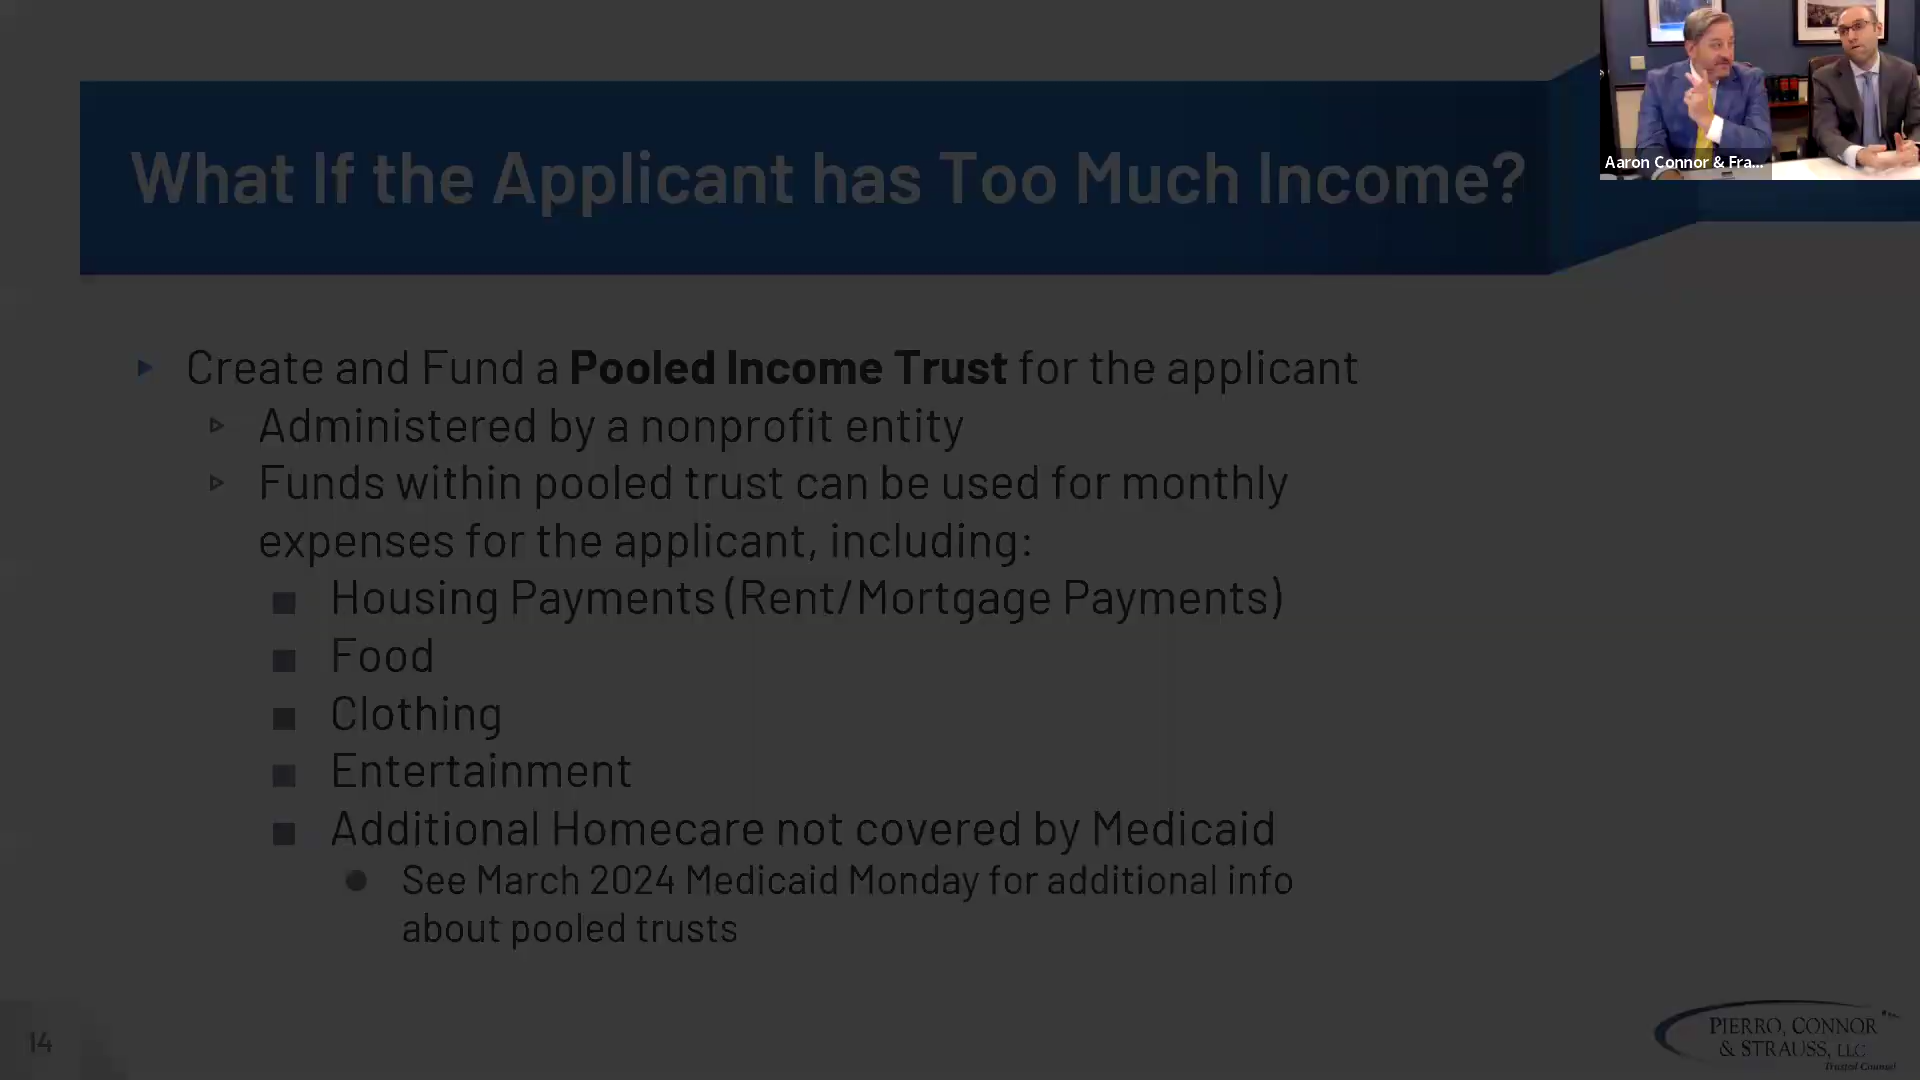 Aaron Connor & Fra...
What If the Applicant has Too Much Income?
Create and Fund a Pooled Income Trust for the applicant
Administered by a nonprofit entity
Funds within pooled trust can be used for monthly
expenses for the applicant, including:
Housing Payments (Rent/Mortgage Payments)
Food
Clothing
Entertainment
Additional Homecare not covered by Medicaid
See March 2024 Medicaid Monday for additional info
about pooled trusts
14
PIERRO, CONNOR
& STRAUSS, LLC
Trusted Counsel